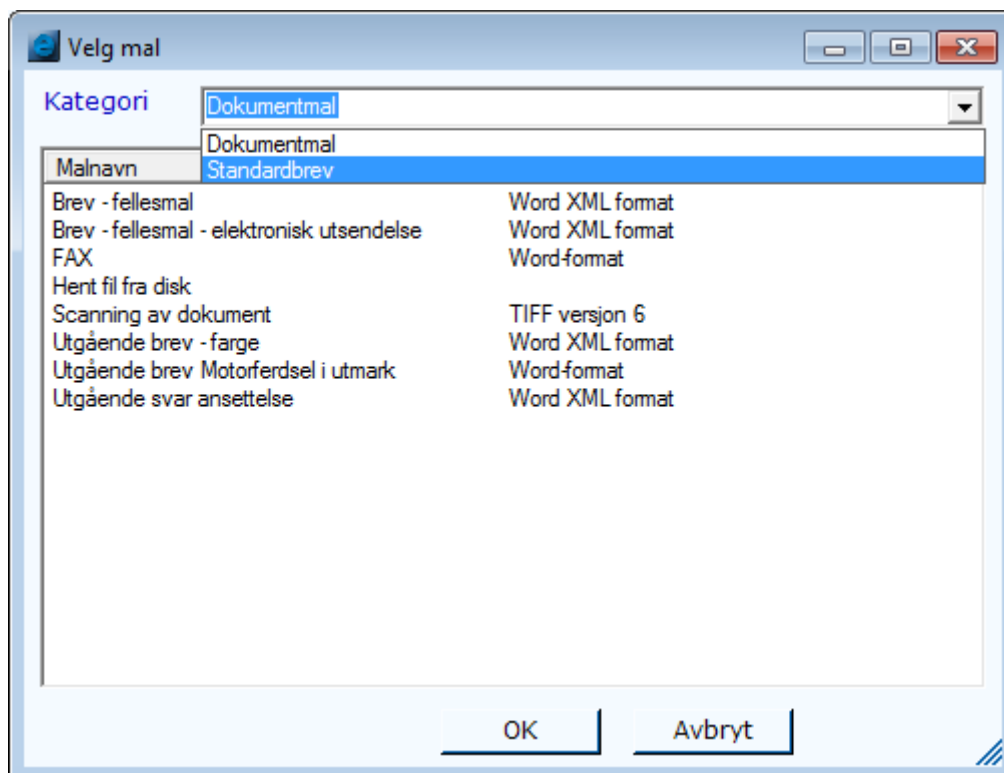 Velg mal
Kategori Dokumentmal
Dokumentmal
Malnavn Standardbrev
Brev - fellesmal Word XML format
Brev - fellesmal - elektronisk utsendelse Word XML format
FAX Word-format
Hent fil fra disk
Scanning av dokument TIFF versjon 6
Utgående brev - farge Word XML format
Utgående brev Motorferdsel i utmark Word-format
Utgående svar ansettelse Word XML format
OK Avbryt